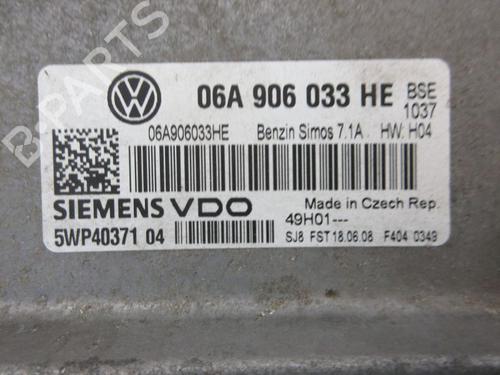 B-PARTS
VW
06A 906 033 HE BSE
1037
06A906033HE Benzin Simos 7.1A HW: H04
SIEMENS VDO Made in Czech Rep.
49H01---
5WP40371 04 SJ8 FST 18.06.08 F404 0349